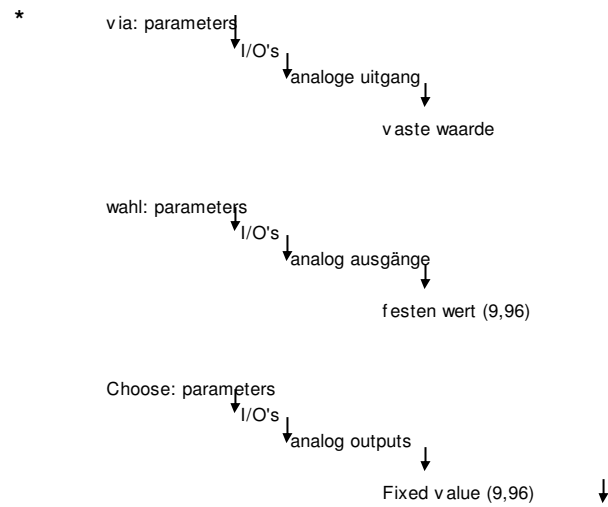 *
via: parameters
I/O's
analoge uitgang
vaste waarde
wahl: parameters
I/O's
analog ausgänge
festen wert (9,96)
Choose: parameters
I/O's
analog outputs
Fixed value (9,96)